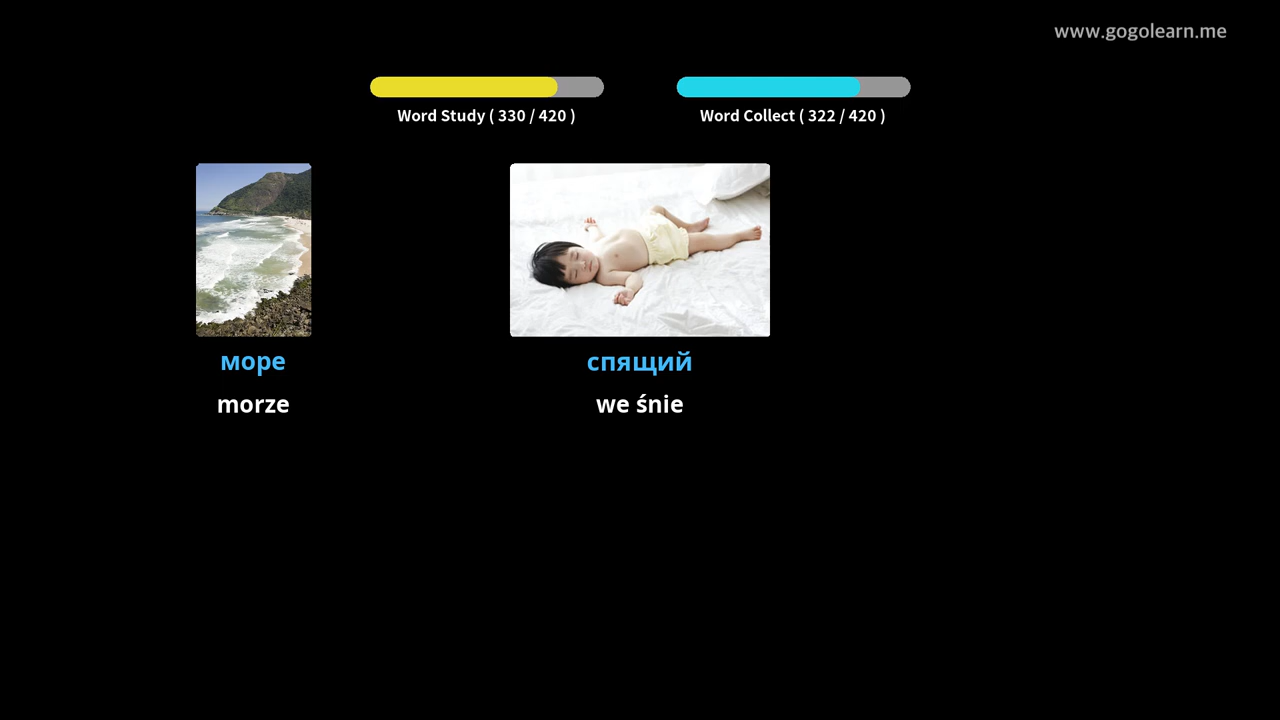 www.gogolearn.me
Word Study ( 330 / 420 )
Word Collect ( 322 / 420 )
море
спящий
morze
we śnie